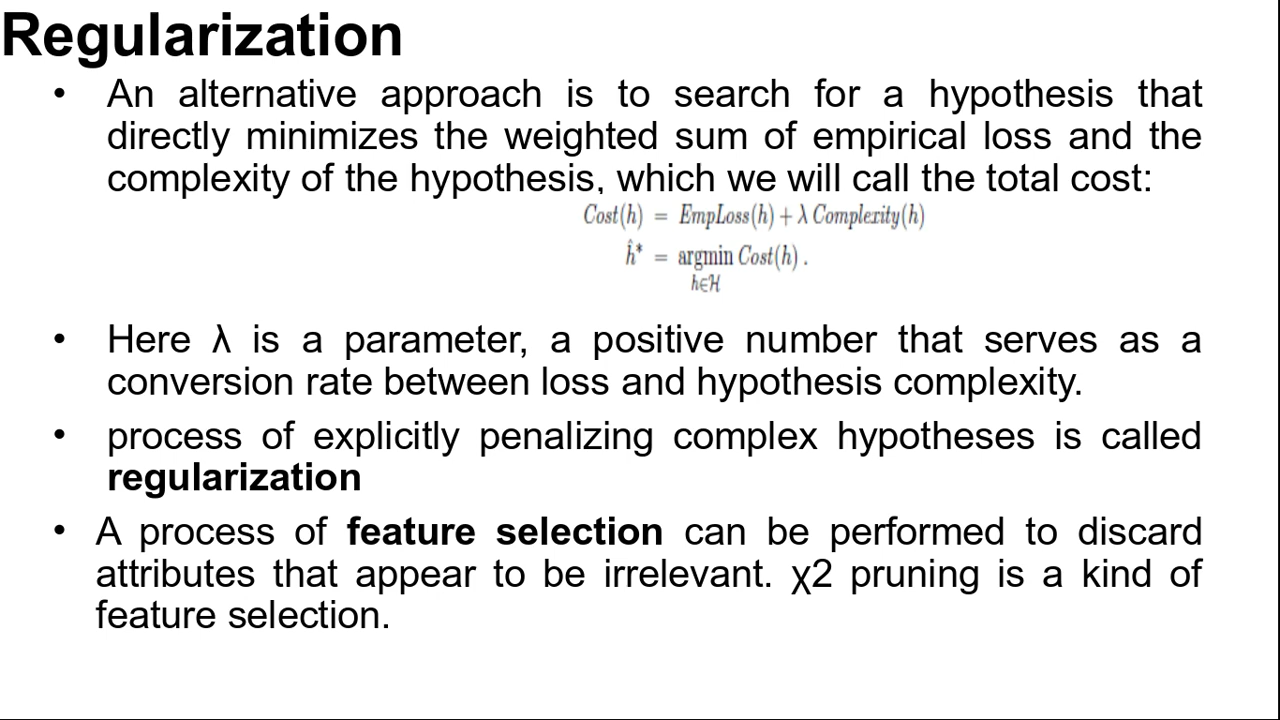 Regularization
• An alternative approach is to search for a hypothesis that
directly minimizes the weighted sum of empirical loss and the
complexity of the hypothesis, which we will call the total cost:
Cost(h) = EmpLoss(h) + λ Complexity(h)
ĥ* = argmin Cost(h) .
h∈H
• Here λ is a parameter, a positive number that serves as a
conversion rate between loss and hypothesis complexity.
• process of explicitly penalizing complex hypotheses is called
regularization
• A process of feature selection can be performed to discard
attributes that appear to be irrelevant. χ2 pruning is a kind of
feature selection.